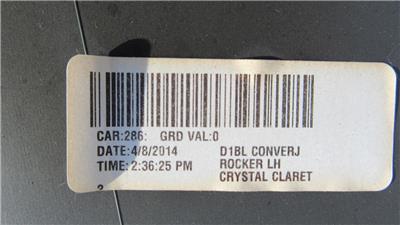 CAR:286: GRD VAL:0
DATE:4/8/2014 D1BL CONVERJ
TIME: 2:36:25 PM ROCKER LH
CRYSTAL CLARET